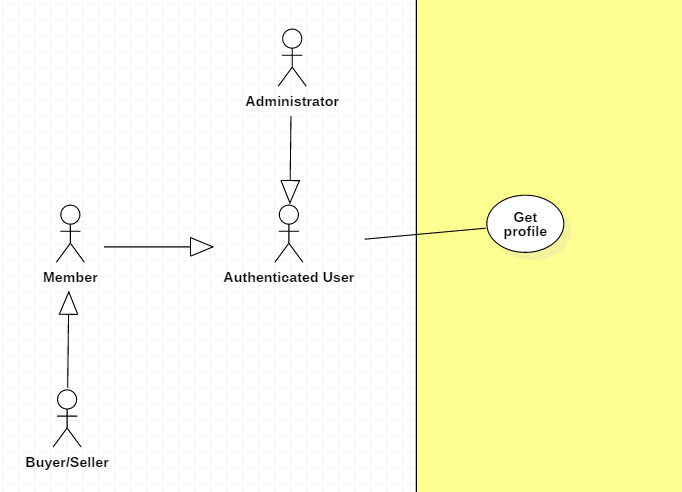 Administrator
Get
profile
Member
Authenticated User
Buyer/Seller